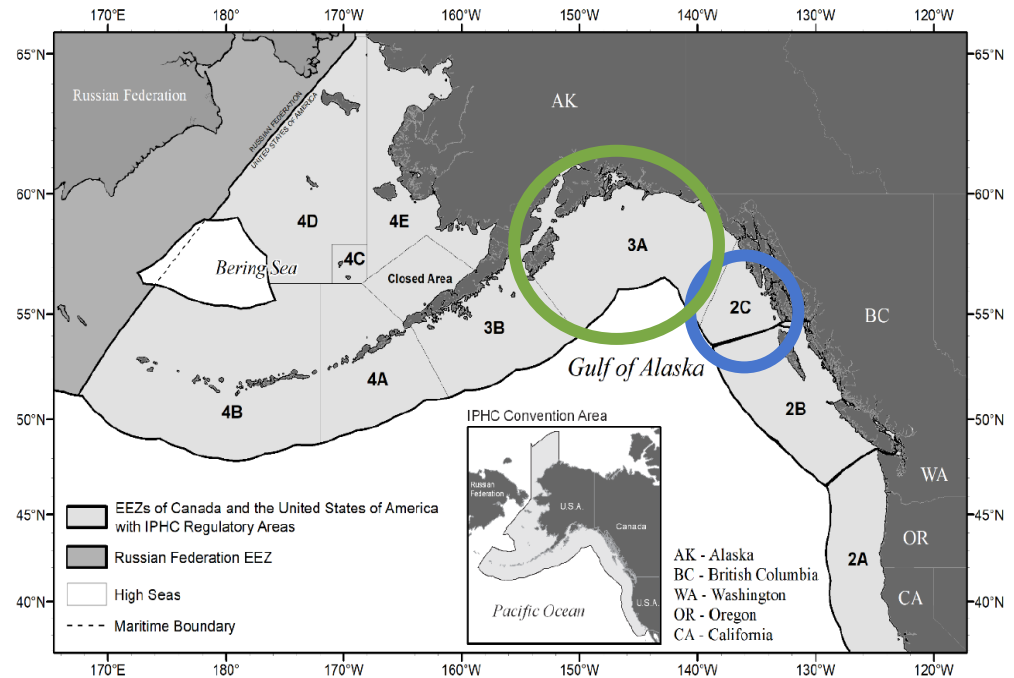 170°E 180° 170°W 160°W 150°W 140°W 130°W 120°W
65°N 65°N
Russian Federation
AK
RUSSIAN FEDERATION
UNITED STATES OF AMERICA
60°N 60°N
4D 4E 3A
4C
Bering Sea
Closed Area
2C
55°N 3B BC 55°N
Gulf of Alaska
4A
4B 2B
50°N 50°N
IPHC Convention Area
WA
Russian
Federation
U.S.A.
Canada
U.S.A.
Pacific Ocean
EEZs of Canada and the United States of America
with IPHC Regulatory Areas
45°N 45°N
OR
Russian Federation EEZ
2A
High Seas
CA
40°N 40°N
Maritime Boundary
AK - Alaska
BC - British Columbia
WA - Washington
OR - Oregon
CA - California
170°E 180° 170°W 160°W 150°W 140°W 130°W 120°W